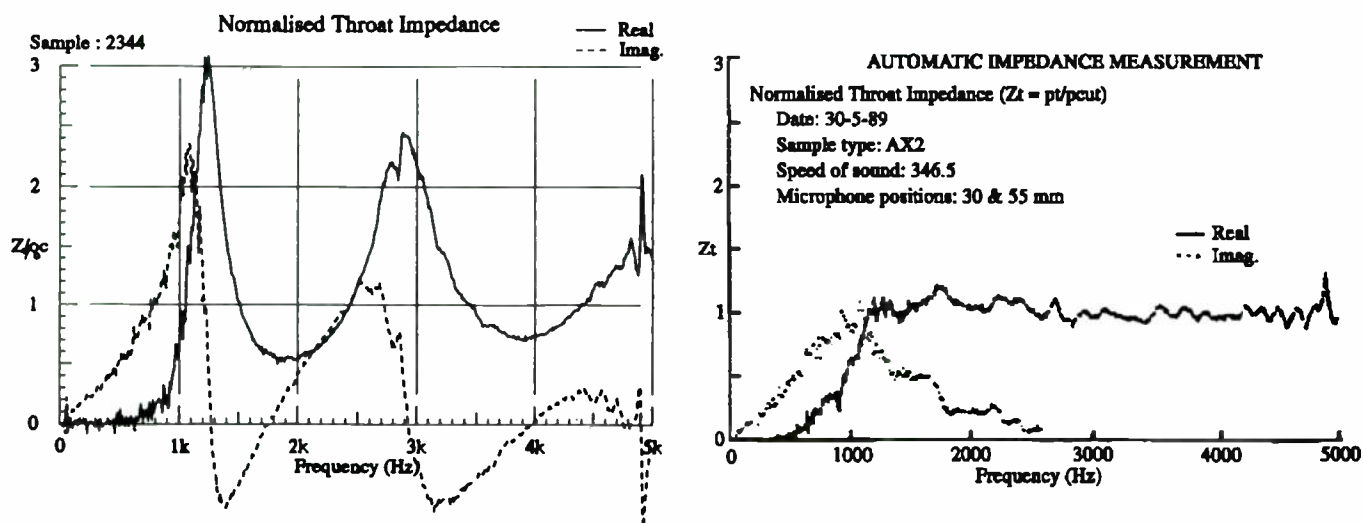 Normalised Throat Impedance
Sample : 2344
Real
Imag.
3
2
Z/ρc
1
0
0 1k 2k 3k 4k 5k
Frequency (Hz)
AUTOMATIC IMPEDANCE MEASUREMENT
Normalised Throat Impedance (Zt = pt/pcut)
Date: 30-5-89
Sample type: AX2
Speed of sound: 346.5
Microphone positions: 30 & 55 mm
Real
Imag.
3
2
Zt
1
0
0 1000 2000 3000 4000 5000
Frequency (Hz)